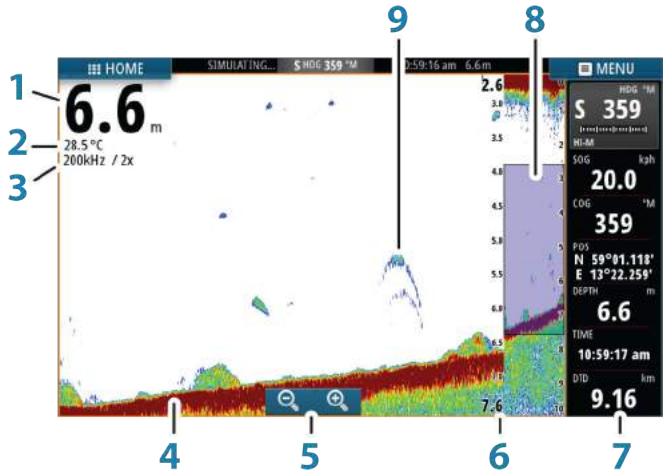 9
8
HOME
SIMULATING...
S HDG 359 °M
0:59:16 am 6.6m
MENU
1
6.6 m
2
28.5 °C
3
200kHz / 2x
2.6
3.0
3.5
4.0
4.5
5.0
5.5
6.0
6.5
7.0
7.6
HDG °M
S 359
HI-M
SOG kph
20.0
COG °M
359
POS
N 59°01.118'
E 13°22.259'
DEPTH m
6.6
TIME
10:59:17 am
DTD km
9.16
4
5
6
7